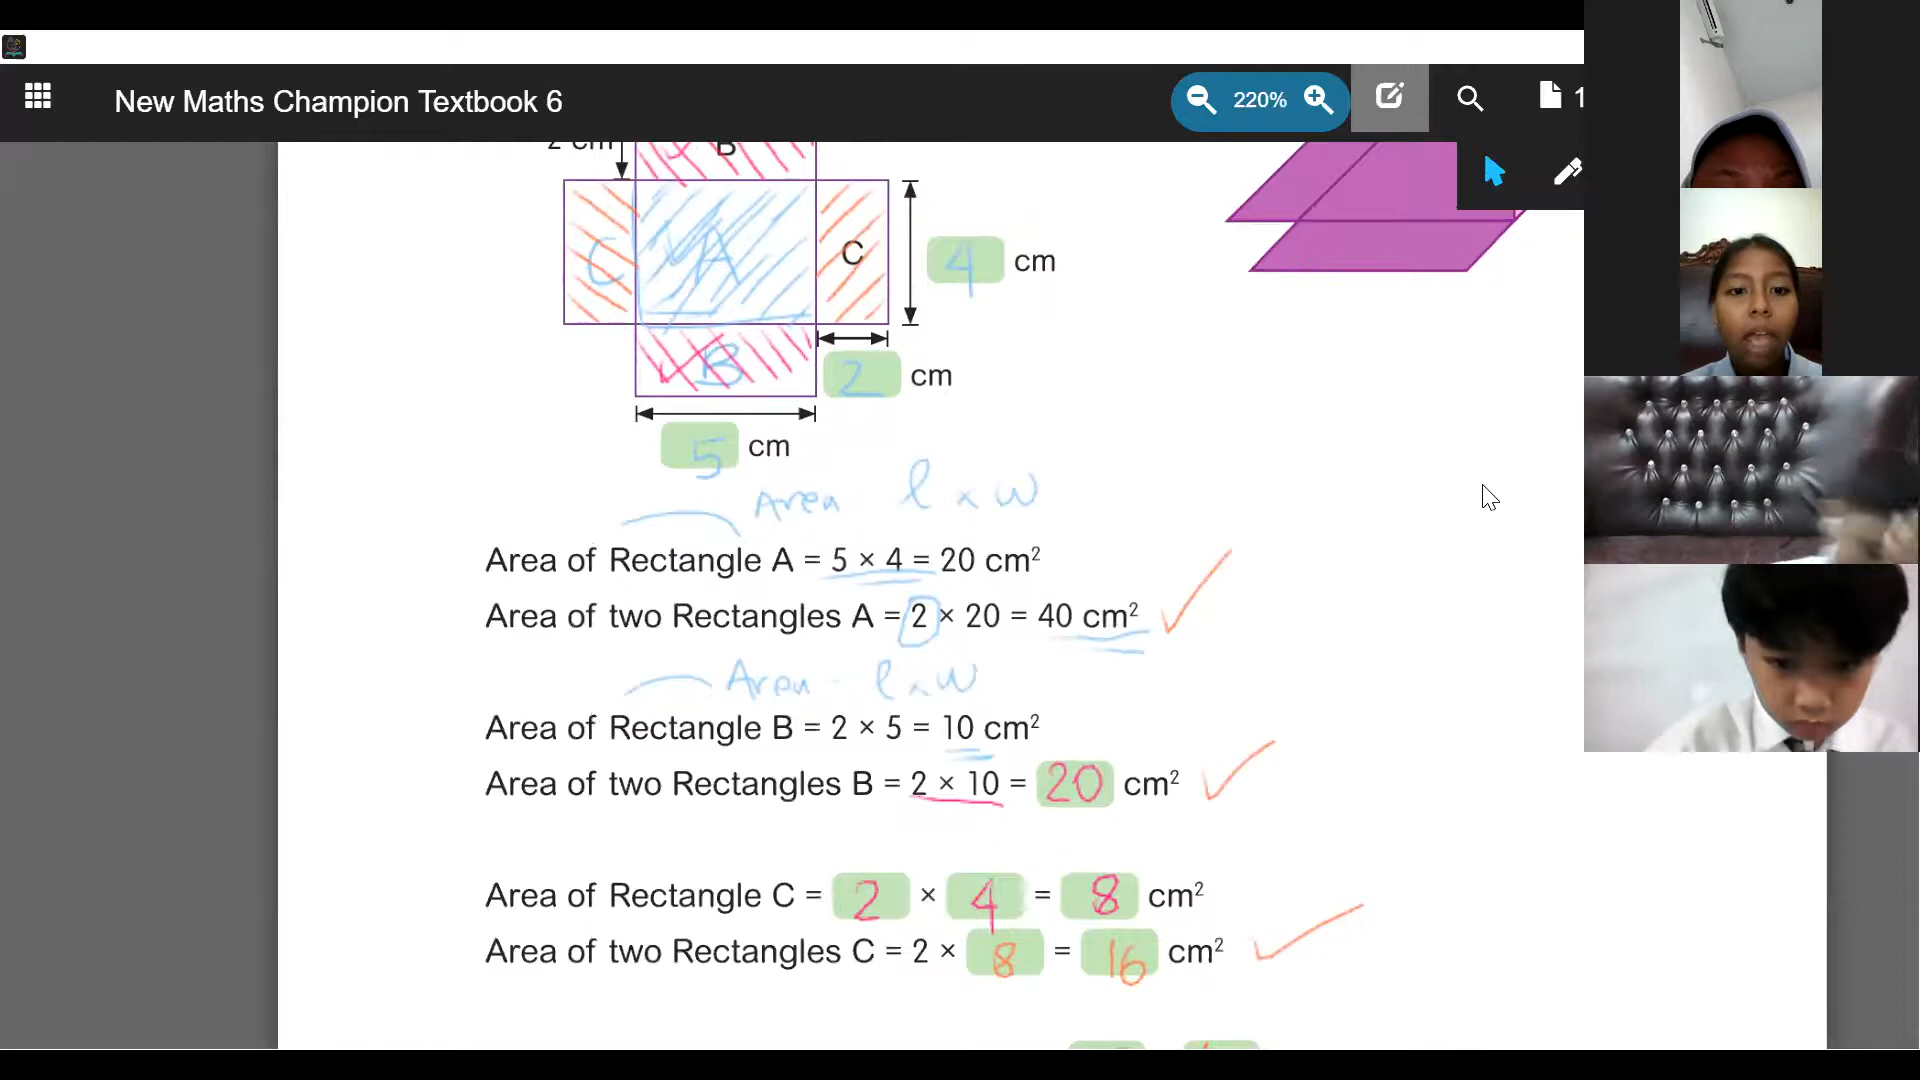 New Maths Champion Textbook 6
220%
1
2 cm
B
C
A
C
4 cm
B
2 cm
5 cm
Area l × w
Area of Rectangle A = 5 × 4 = 20 cm²
Area of two Rectangles A = 2 × 20 = 40 cm²
Area - l × w
Area of Rectangle B = 2 × 5 = 10 cm²
Area of two Rectangles B = 2 × 10 = 20 cm²
Area of Rectangle C = 2 × 4 = 8 cm²
Area of two Rectangles C = 2 × 8 = 16 cm²